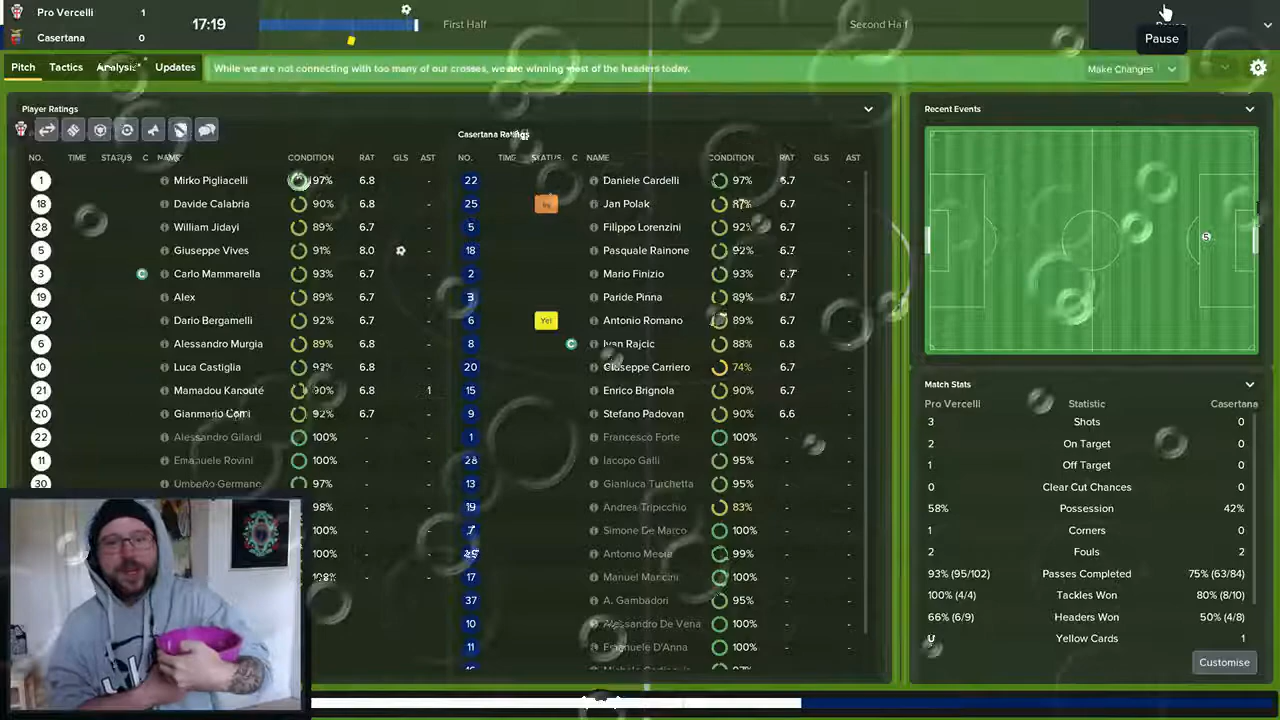 Pro Vercelli 1
Casertana 0
17:19
First Half
Second Half
Pause
Pitch Tactics Analysis Updates
While we are not connecting with too many of our crosses, we are winning most of the headers today.
Make Changes
Player Ratings
Casertana Ratings
NO. TIME STATUS C NAME CONDITION RAT GLS AST
NO. TIME STATUS C NAME CONDITION RAT GLS AST
1 Mirko Pigliacelli 97% 6.8 - 22 Daniele Cardelli 97% 6.7 -
18 Davide Calabria 90% 6.8 - 25 Inj Jan Polak 87% 6.7 -
28 William Jidayi 89% 6.7 - 5 Filippo Lorenzini 92% 6.7 -
5 Giuseppe Vives 91% 8.0 - 18 Pasquale Rainone 92% 6.7 -
3 C Carlo Mammarella 93% 6.7 - 2 Mario Finizio 93% 6.7 -
19 Alex 89% 6.7 - 3 Paride Pinna 89% 6.7 -
27 Dario Bergamelli 92% 6.7 - 6 Yel Antonio Romano 89% 6.7 -
6 Alessandro Murgia 89% 6.8 - 8 C Ivan Rajcic 88% 6.8 -
10 Luca Castiglia 92% 6.8 - 20 Giuseppe Carriero 74% 6.7 -
21 Mamadou Kanouté 90% 6.8 1 15 Enrico Brignola 90% 6.7 -
20 Gianmario Comi 92% 6.7 - 9 Stefano Padovan 90% 6.6 -
22 Alessandro Gilardi 100% - - 1 Francesco Forte 100% - -
11 Emanuele Rovini 100% - - 28 Iacopo Galli 95% - -
30 Umberto Germano 97% - - 13 Gianluca Turchetta 95% - -
98% - - 19 Andrea Tripicchio 83% - -
100% - - 7 Simone De Marco 100% - -
100% - - Antonio Meola 99% - -
- - 17 Manuel Mancini 100% - -
37 A. Gambadori 95% - -
10 Alessandro De Vena 100% - -
11 Emanuele D'Anna 100% - -
Recent Events
5
Match Stats
Pro Vercelli Statistic Casertana
3 Shots 0
2 On Target 0
1 Off Target 0
0 Clear Cut Chances 0
58% Possession 42%
1 Corners 0
2 Fouls 2
93% (95/102) Passes Completed 75% (63/84)
100% (4/4) Tackles Won 80% (8/10)
66% (6/9) Headers Won 50% (4/8)
0 Yellow Cards 1
Customise